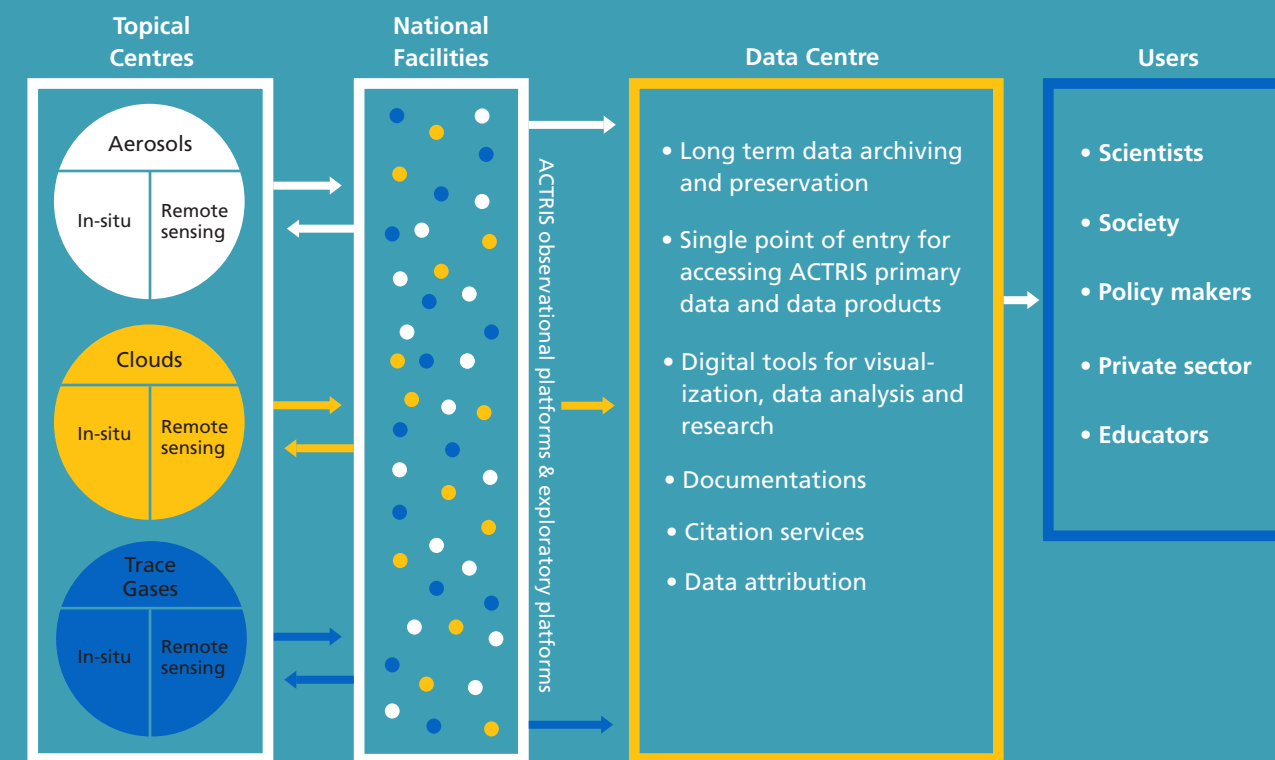 Topical
Centres
Aerosols
In-situ
Remote
sensing
Clouds
In-situ
Remote
sensing
Trace
Gases
In-situ
Remote
sensing
National
Facilities
ACTRIS observational platforms & exploratory platforms
Data Centre
• Long term data archiving
and preservation
• Single point of entry for
accessing ACTRIS primary
data and data products
• Digital tools for visual-
ization, data analysis and
research
• Documentations
• Citation services
• Data attribution
Users
• Scientists
• Society
• Policy makers
• Private sector
• Educators